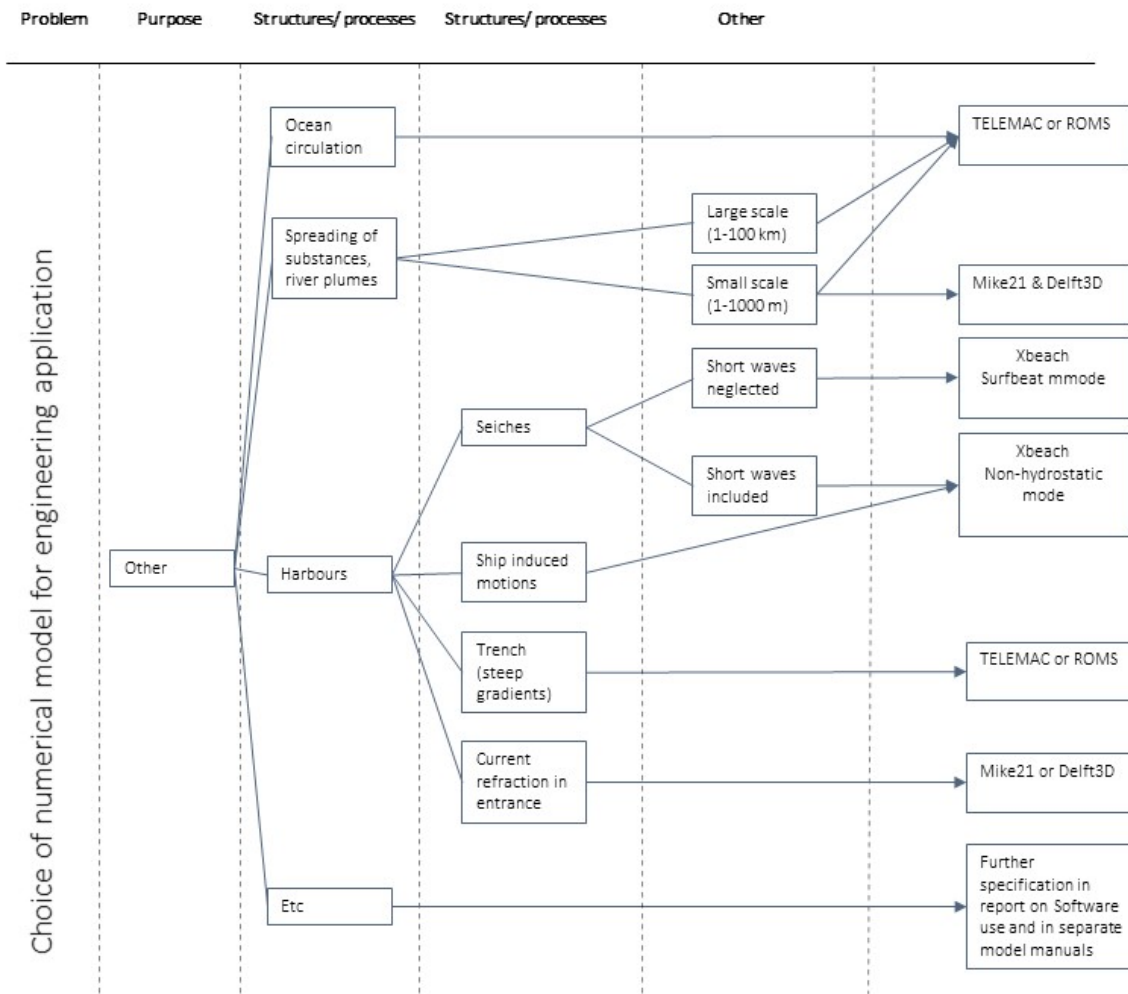 Problem
Purpose
Structures/ processes
Structures/ processes
Other
Choice of numerical model for engineering application
Other
Ocean
circulation
Spreading of
substances,
river plumes
Harbours
Etc
Seiches
Ship induced
motions
Trench
(steep
gradients)
Current
refraction in
entrance
Large scale
(1-100 km)
Small scale
(1-1000 m)
Short waves
neglected
Short waves
included
TELEMAC or ROMS
Mike21 & Delft3D
Xbeach
Surfbeat mmode
Xbeach
Non-hydrostatic
mode
TELEMAC or ROMS
Mike21 or Delft3D
Further
specification in
report on Software
use and in separate
model manuals